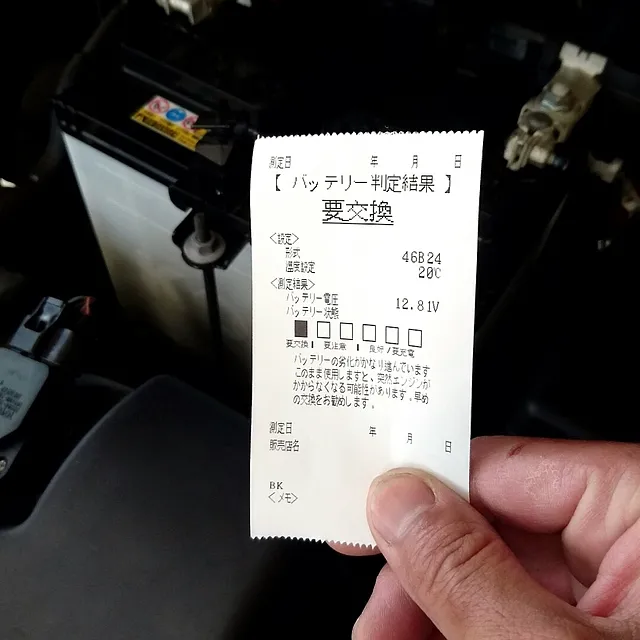 測定日 年 月 日
【 バッテリー判定結果 】
要交換
<設定>
形式 46B24
温度設定 20℃
<測定結果>
バッテリー電圧 12.81V
バッテリー状態
要交換 | 要注意 | 良好/要充電
バッテリーの劣化がかなり進んでいます
このまま使用しますと、突然エンジンが
かからなくなる可能性があります。早め
の交換をお勧めします。
測定日 年 月 日
販売店名
BK
<メモ>